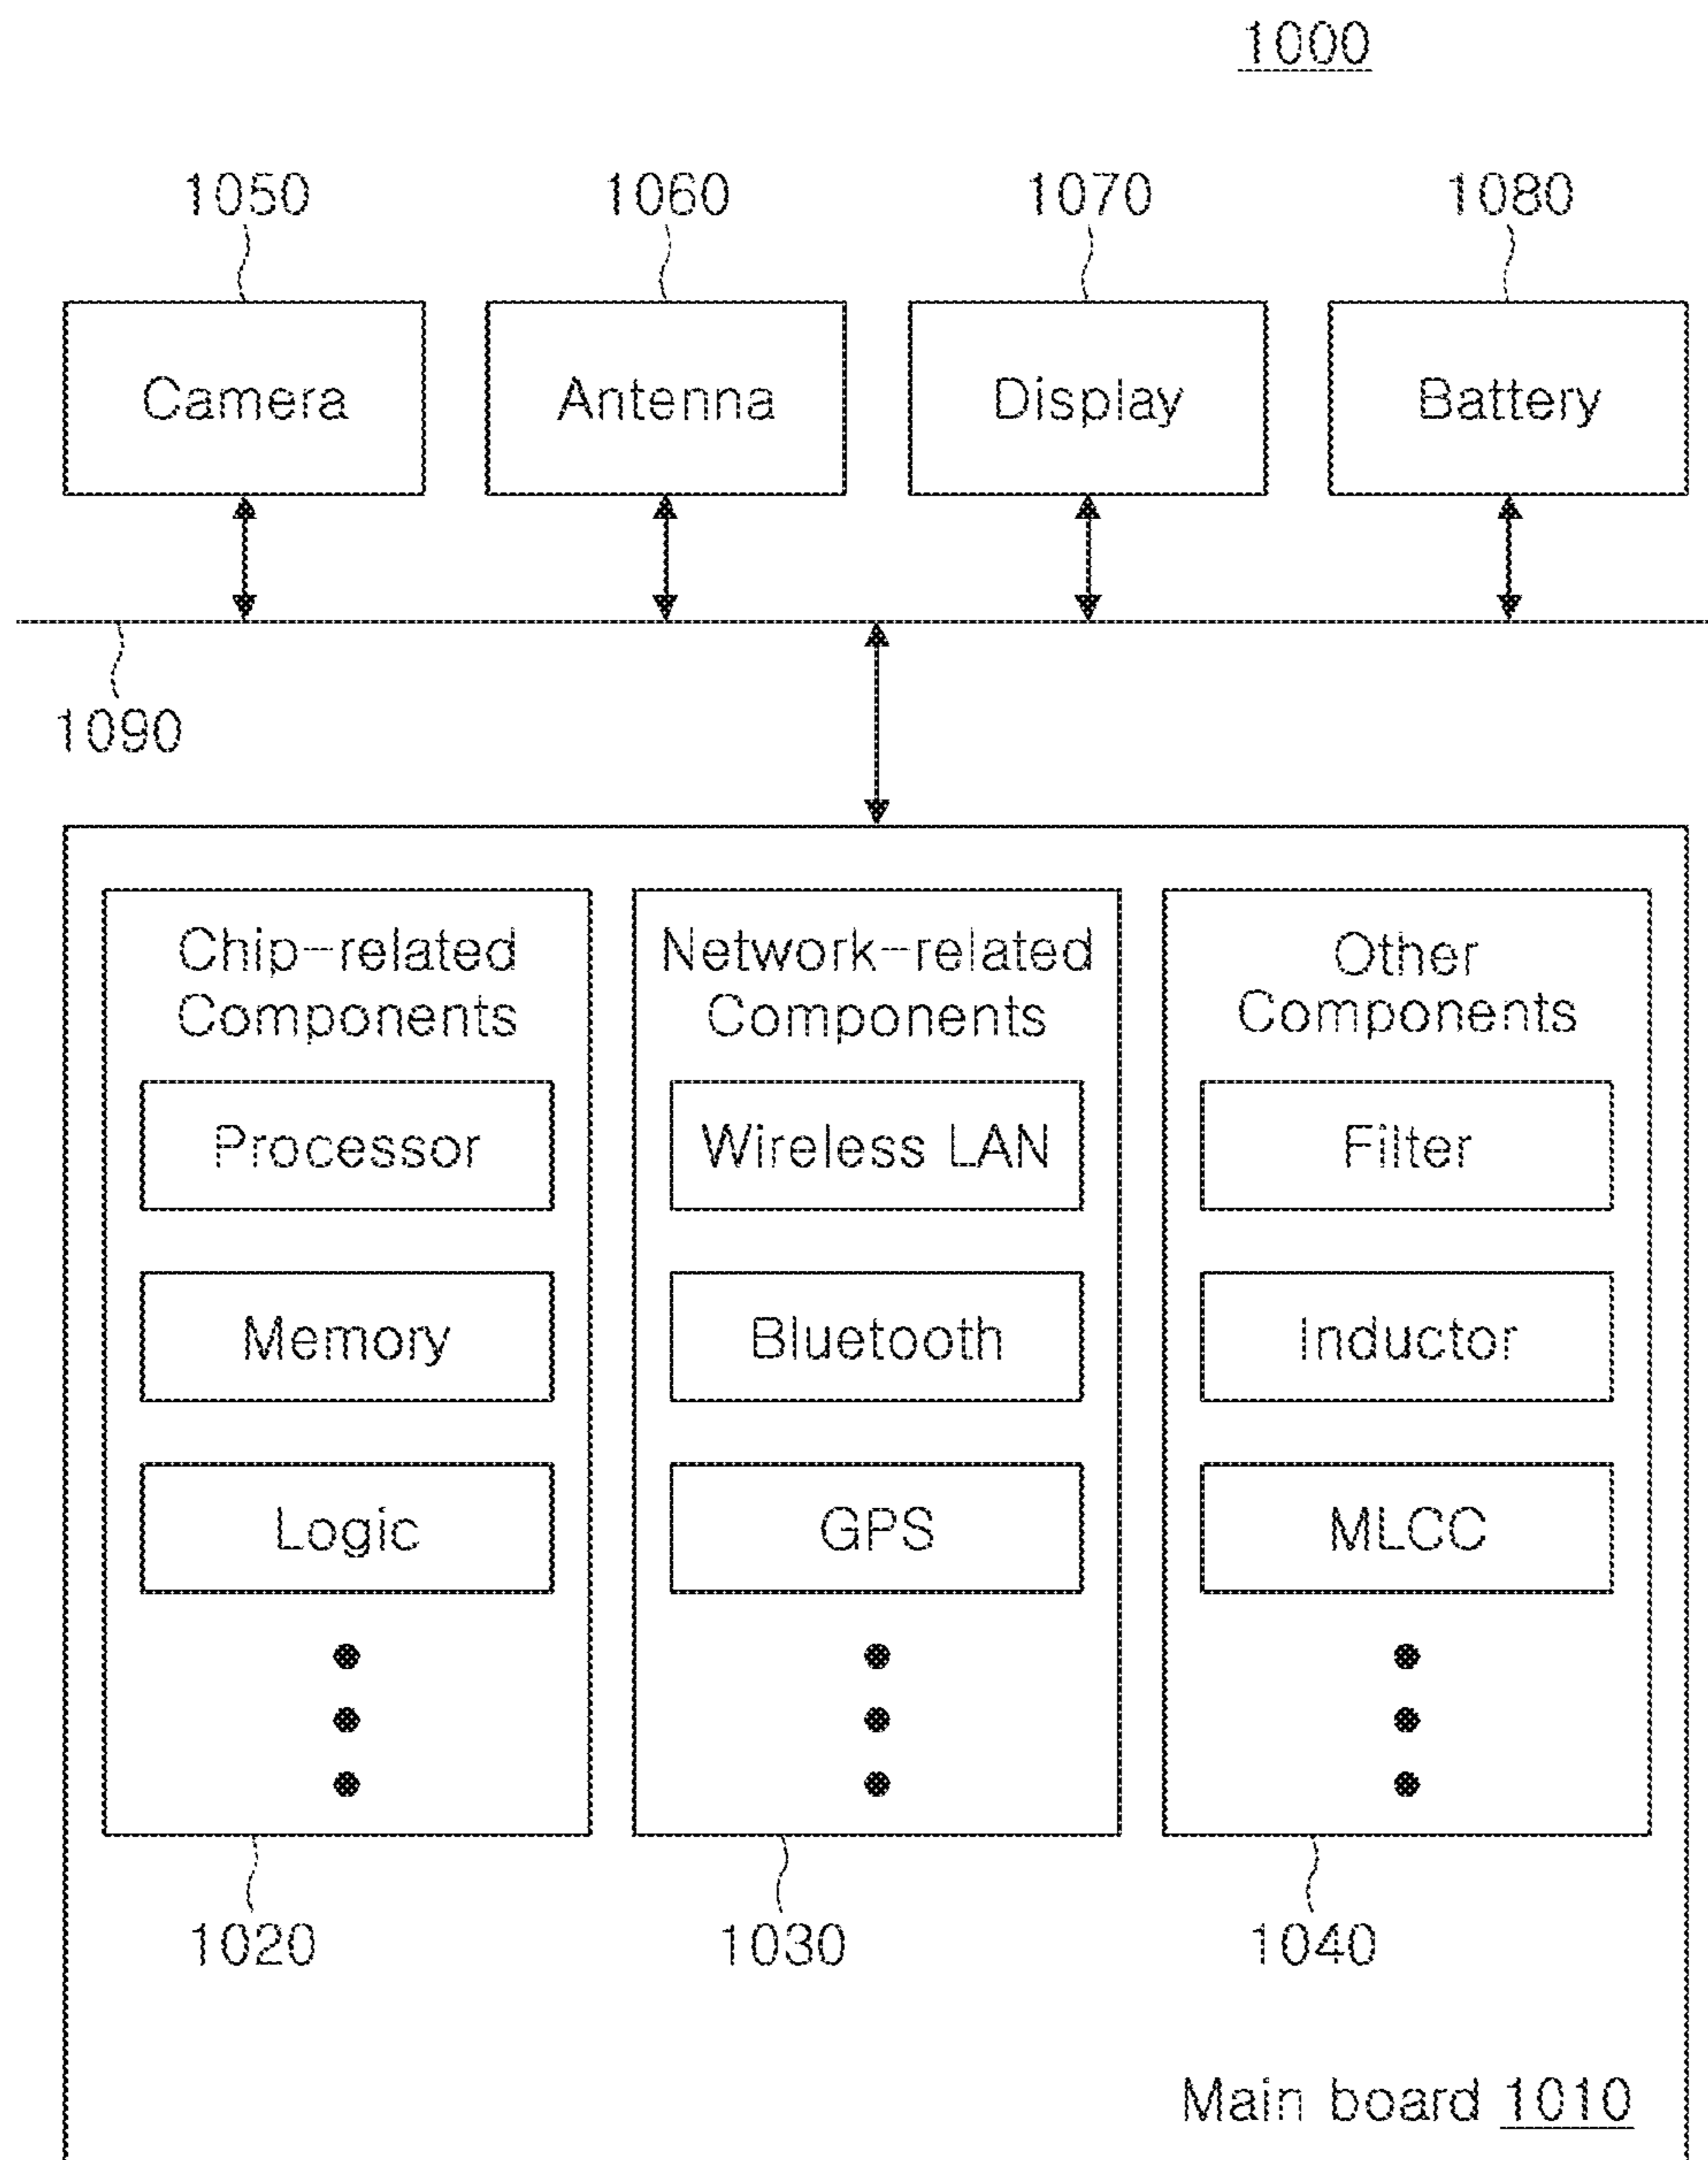 1000
1050 1060 1070 1080
Camera Antenna Display Battery
1090
Chip-related
Components
Processor
Memory
Logic
1020
Network-related
Components
Wireless LAN
Bluetooth
GPS
1030
Other
Components
Filter
Inductor
MLCC
1040
Main board 1010